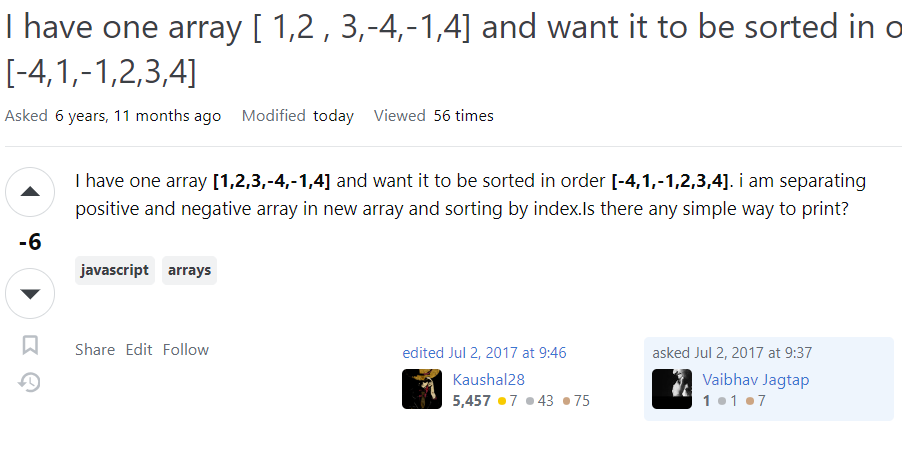 I have one array [ 1,2 , 3,-4,-1,4] and want it to be sorted in o
[-4,1,-1,2,3,4]
Asked 6 years, 11 months ago Modified today Viewed 56 times
I have one array [1,2,3,-4,-1,4] and want it to be sorted in order [-4,1,-1,2,3,4]. i am separating
positive and negative array in new array and sorting by index.Is there any simple way to print?
-6
javascript arrays
Share Edit Follow
edited Jul 2, 2017 at 9:46
Kaushal28
5,457 7 43 75
asked Jul 2, 2017 at 9:37
Vaibhav Jagtap
1 1 7